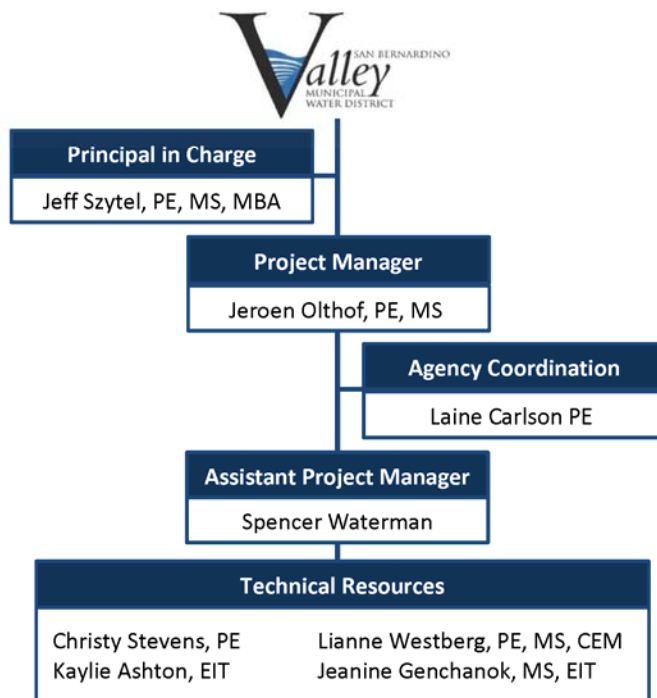 SAN BERNARDINO
Valley
MUNICIPAL
WATER DISTRICT
Principal in Charge
Jeff Szytel, PE, MS, MBA
Project Manager
Jeroen Olthof, PE, MS
Agency Coordination
Laine Carlson PE
Assistant Project Manager
Spencer Waterman
Technical Resources
Christy Stevens, PE
Kaylie Ashton, EIT
Lianne Westberg, PE, MS, CEM
Jeanine Genchanok, MS, EIT